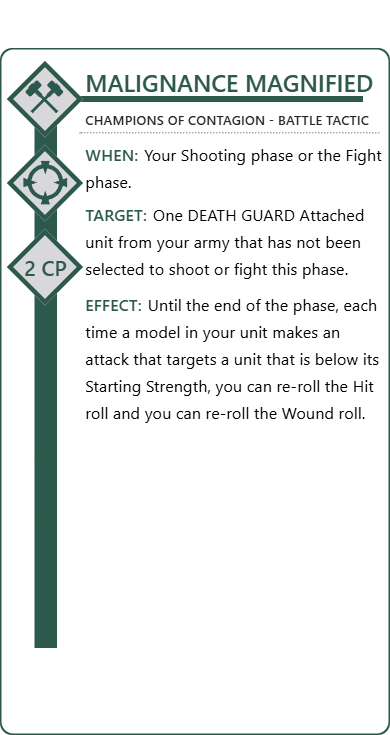 MALIGNANCE MAGNIFIED
CHAMPIONS OF CONTAGION - BATTLE TACTIC
WHEN: Your Shooting phase or the Fight
phase.
TARGET: One DEATH GUARD Attached
unit from your army that has not been
selected to shoot or fight this phase.
2 CP
EFFECT: Until the end of the phase, each
time a model in your unit makes an
attack that targets a unit that is below its
Starting Strength, you can re-roll the Hit
roll and you can re-roll the Wound roll.